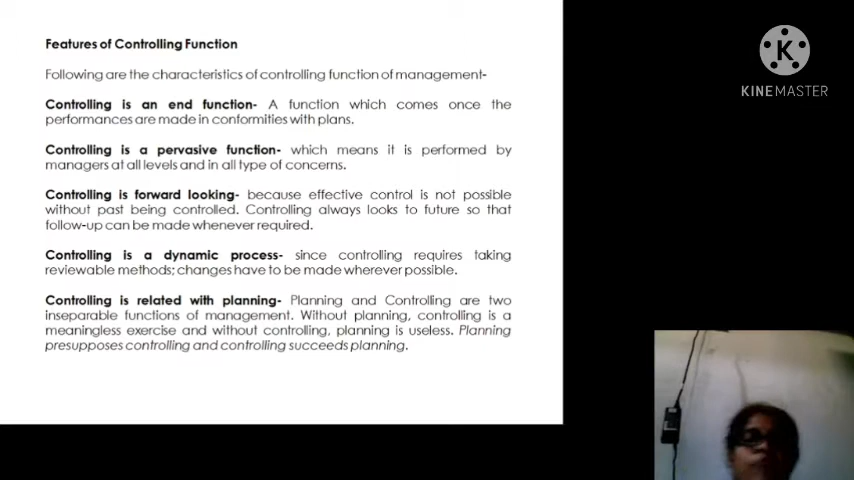 Features of Controlling Function
Following are the characteristics of controlling function of management-
Controlling is an end function- A function which comes once the
performances are made in conformities with plans.
Controlling is a pervasive function- which means it is performed by
managers at all levels and in all type of concerns.
Controlling is forward looking- because effective control is not possible
without past being controlled. Controlling always looks to future so that
follow-up can be made whenever required.
Controlling is a dynamic process- since controlling requires taking
reviewable methods; changes have to be made wherever possible.
Controlling is related with planning- Planning and Controlling are two
inseparable functions of management. Without planning, controlling is a
meaningless exercise and without controlling, planning is useless. Planning
presupposes controlling and controlling succeeds planning.
K
KINEMASTER